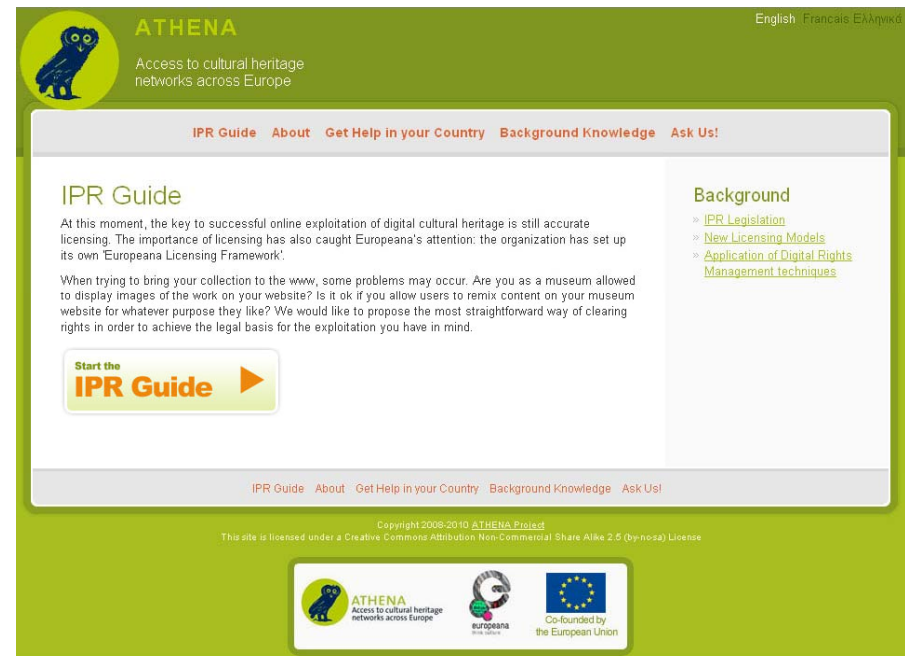 ATHENA
Access to cultural heritage
networks across Europe
English Francais Ελληνικά
IPR Guide About Get Help in your Country Background Knowledge Ask Us!
IPR Guide
At this moment, the key to successful online exploitation of digital cultural heritage is still accurate
licensing. The importance of licensing has also caught Europeana's attention: the organization has set up
its own 'Europeana Licensing Framework'.
When trying to bring your collection to the www, some problems may occur. Are you as a museum allowed
to display images of the work on your website? Is it ok if you allow users to remix content on your museum
website for whatever purpose they like? We would like to propose the most straightforward way of clearing
rights in order to achieve the legal basis for the exploitation you have in mind.
Start the
IPR Guide
Background
» IPR Legislation
» New Licensing Models
» Application of Digital Rights
Management techniques
IPR Guide About Get Help in your Country Background Knowledge Ask Us!
Copyright 2008-2010 ATHENA Project
This site is licensed under a Creative Commons Attribution Non-Commercial Share Alike 2.5 (by-no-sa) License
ATHENA
Access to cultural heritage
networks across Europe
europeana
think culture
Co-founded by
the European Union